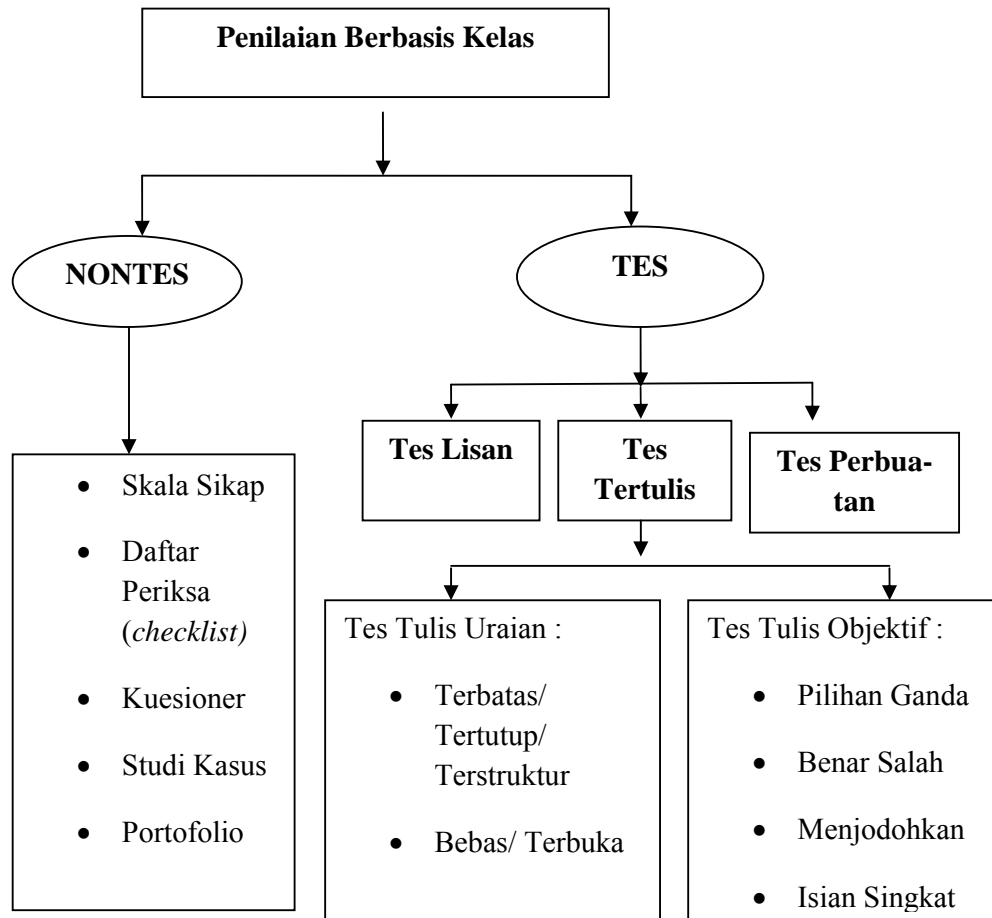 Penilaian Berbasis Kelas
NONTES
TES
Tes Lisan
Tes
Tertulis
Tes Perbua-
tan
• Skala Sikap
• Daftar
Periksa
(checklist)
• Kuesioner
• Studi Kasus
• Portofolio
Tes Tulis Uraian :
• Terbatas/
Tertutup/
Terstruktur
• Bebas/ Terbuka
Tes Tulis Objektif :
• Pilihan Ganda
• Benar Salah
• Menjodohkan
• Isian Singkat